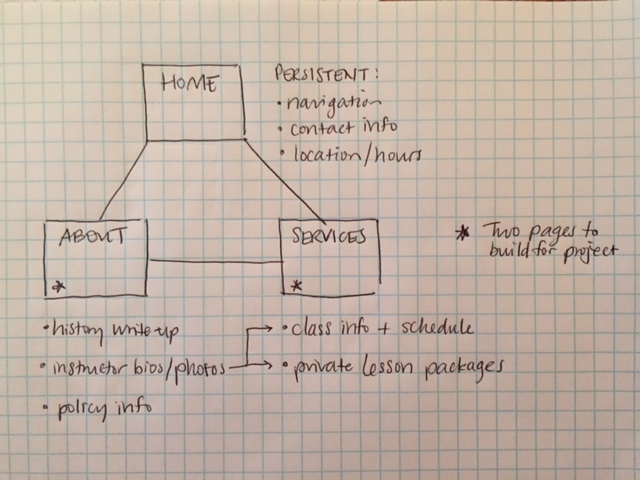 HOME
PERSISTENT:
• navigation
• contact info
• location/hours
ABOUT
*
SERVICES
*
* Two pages to
build for project
• history write up
• instructor bios/photos
• policy info
• class info + schedule
• private lesson packages